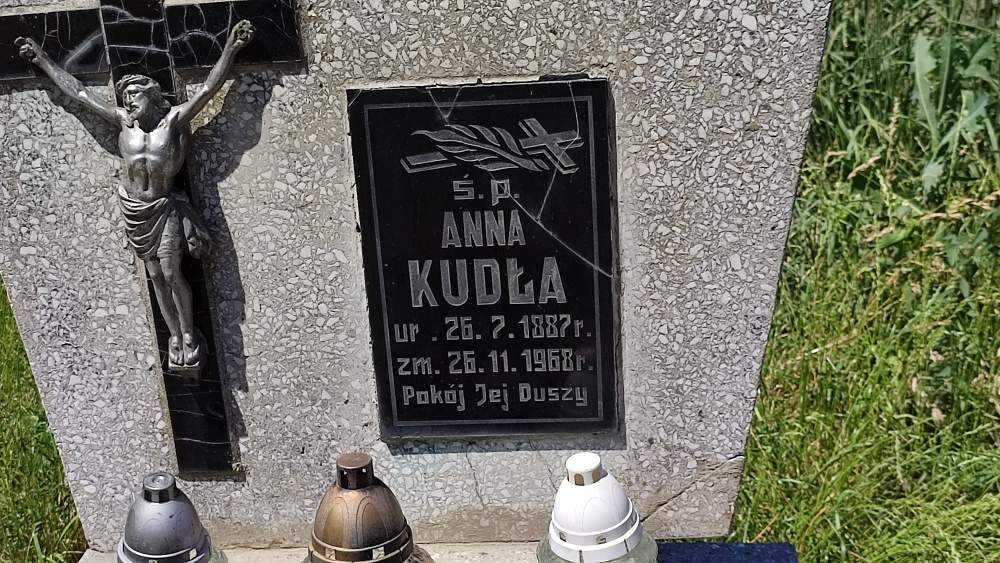 ś. p.
ANNA
KUDŁA
ur. 26. 7. 1887r.
zm. 26. 11. 1968r.
Pokój Jej Duszy